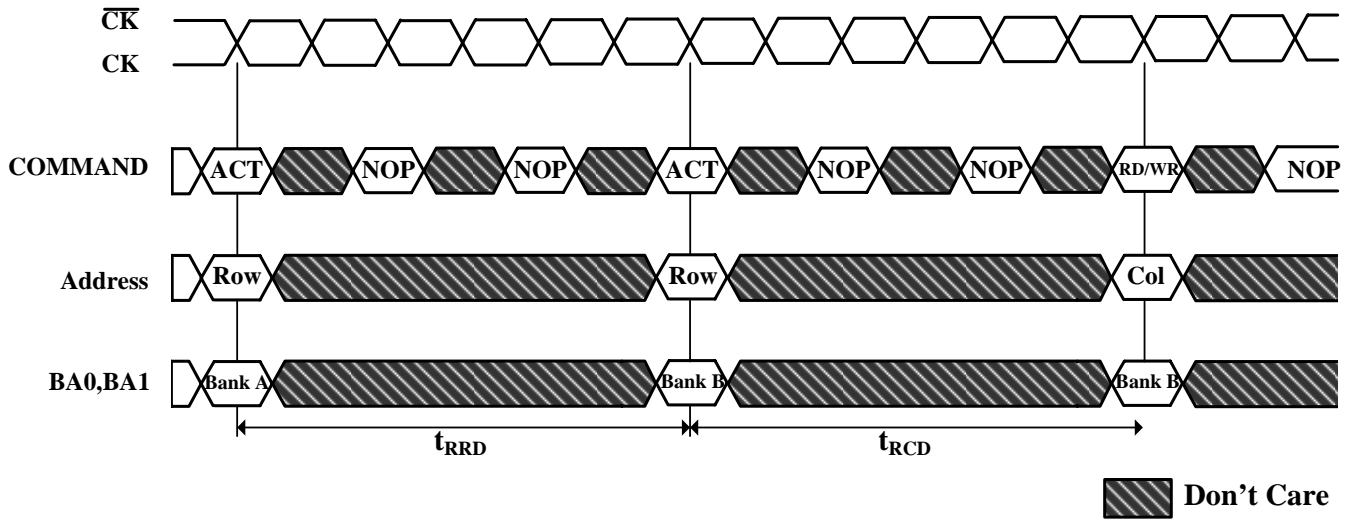 C̅K̅
CK
COMMAND ACT NOP NOP ACT NOP NOP RD/WR NOP
Address Row Row Col
BA0,BA1 Bank A Bank B Bank B
tRRD tRCD
Don't Care